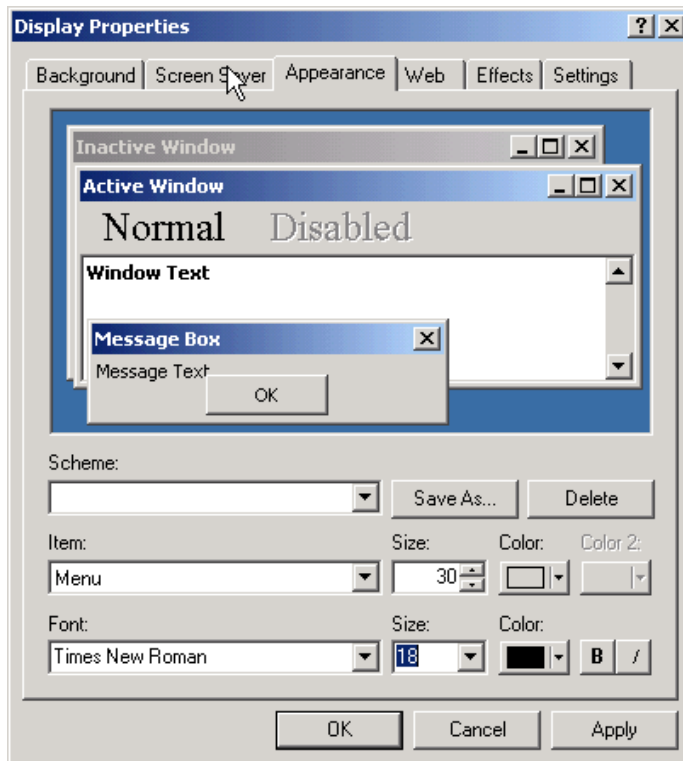 Display Properties
Background Screen Saver Appearance Web Effects Settings
Inactive Window
Active Window
Normal Disabled
Window Text
Message Box
Message Text
OK
Scheme:
Save As... Delete
Item: Size: Color: Color 2:
Menu 30
Font: Size: Color:
Times New Roman 18 B /
OK Cancel Apply